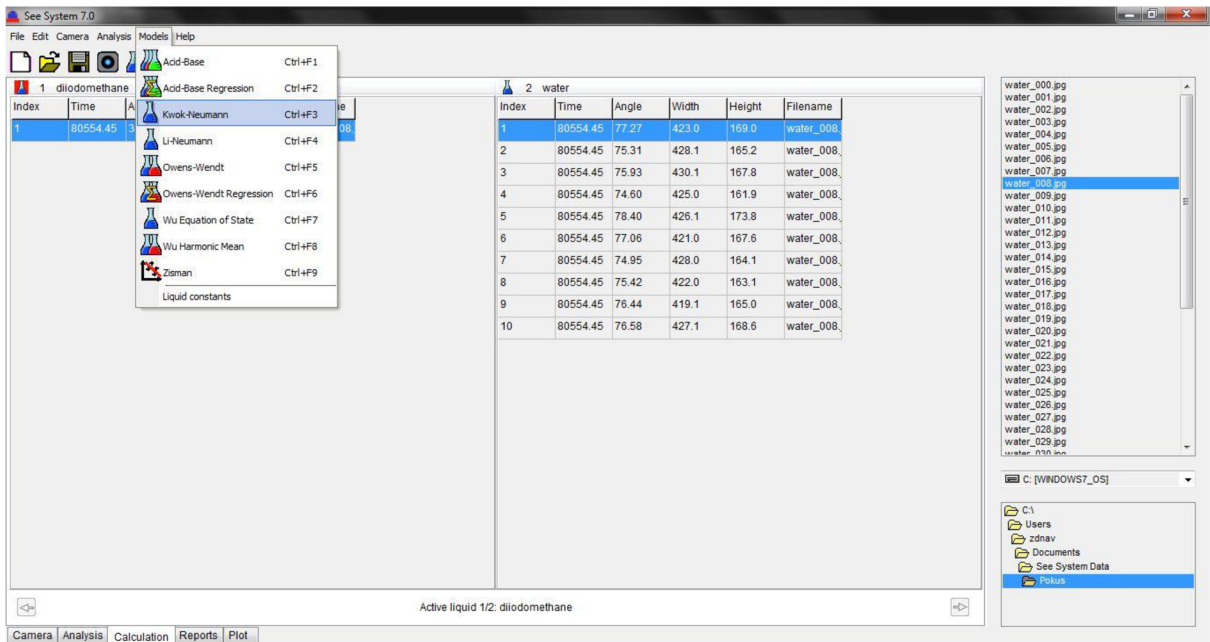 See System 7.0
File Edit Camera Analysis Models Help
Acid-Base Ctrl+F1
Acid-Base Regression Ctrl+F2
Kwok-Neumann Ctrl+F3
Li-Neumann Ctrl+F4
Owens-Wendt Ctrl+F5
Owens-Wendt Regression Ctrl+F6
Wu Equation of State Ctrl+F7
Wu Harmonic Mean Ctrl+F8
Zisman Ctrl+F9
Liquid constants
1 diiodomethane
Index Time A
1 80554.45 3 08.
2 water
Index Time Angle Width Height Filename
1 80554.45 77.27 423.0 169.0 water_008.
2 80554.45 75.31 428.1 165.2 water_008.
3 80554.45 75.93 430.1 167.8 water_008.
4 80554.45 74.60 425.0 161.9 water_008.
5 80554.45 78.40 426.1 173.8 water_008.
6 80554.45 77.06 421.0 167.6 water_008.
7 80554.45 74.95 428.0 164.1 water_008.
8 80554.45 75.42 422.0 163.1 water_008.
9 80554.45 76.44 419.1 165.0 water_008.
10 80554.45 76.58 427.1 168.6 water_008.
water_000.jpg
water_001.jpg
water_002.jpg
water_003.jpg
water_004.jpg
water_005.jpg
water_006.jpg
water_007.jpg
water_008.jpg
water_009.jpg
water_010.jpg
water_011.jpg
water_012.jpg
water_013.jpg
water_014.jpg
water_015.jpg
water_016.jpg
water_017.jpg
water_018.jpg
water_019.jpg
water_020.jpg
water_021.jpg
water_022.jpg
water_023.jpg
water_024.jpg
water_025.jpg
water_026.jpg
water_027.jpg
water_028.jpg
water_029.jpg
water_030.jpg
C: [WINDOWS7_OS]
C:\
Users
zdnav
Documents
See System Data
Pokus
Active liquid 1/2: diiodomethane
Camera Analysis Calculation Reports Plot